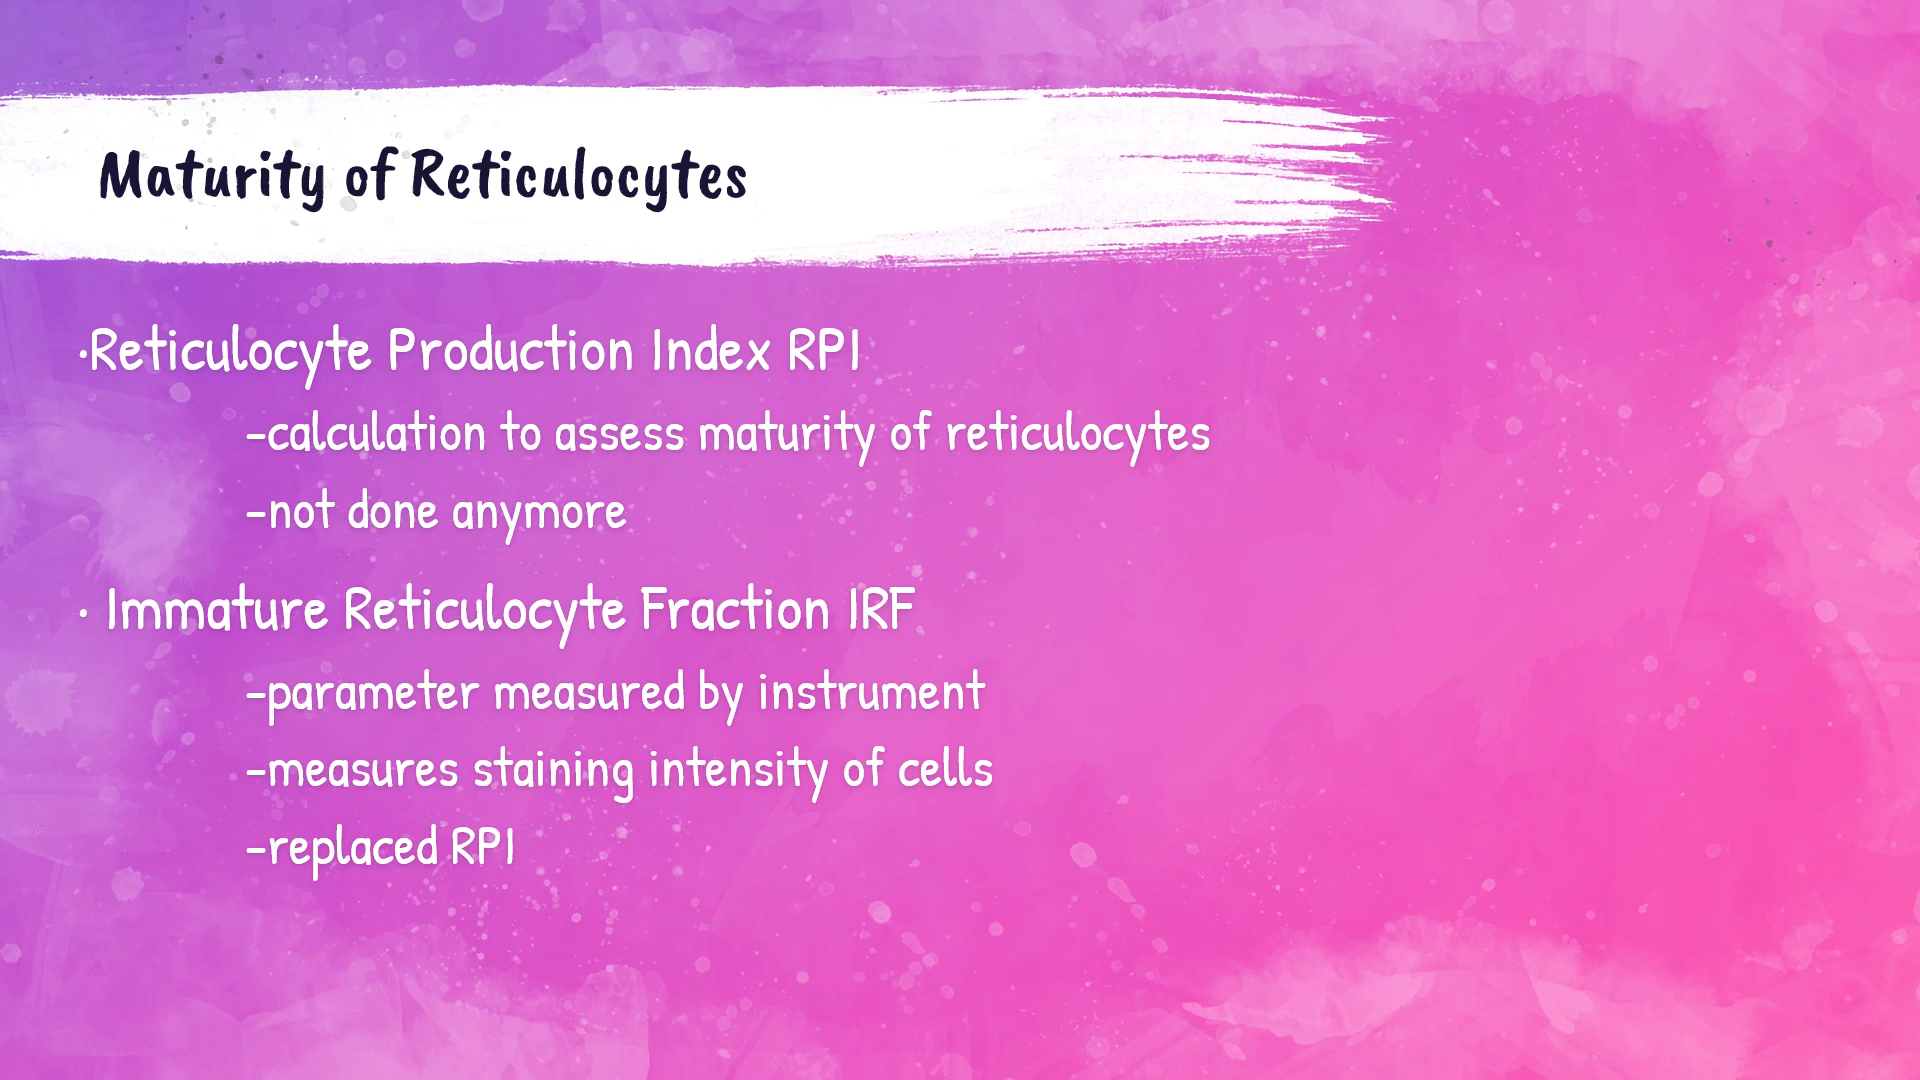 Maturity of Reticulocytes
•Reticulocyte Production Index RPI
-calculation to assess maturity of reticulocytes
-not done anymore
• Immature Reticulocyte Fraction IRF
-parameter measured by instrument
-measures staining intensity of cells
-replaced RPI